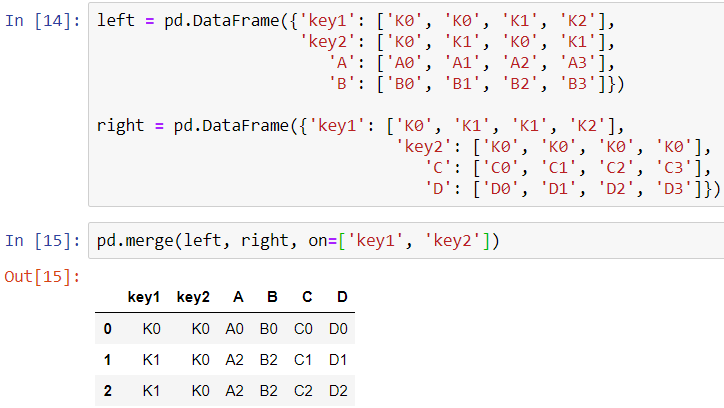 In [14]: left = pd.DataFrame({'key1': ['K0', 'K0', 'K1', 'K2'],
'key2': ['K0', 'K1', 'K0', 'K1'],
'A': ['A0', 'A1', 'A2', 'A3'],
'B': ['B0', 'B1', 'B2', 'B3']})
right = pd.DataFrame({'key1': ['K0', 'K1', 'K1', 'K2'],
'key2': ['K0', 'K0', 'K0', 'K0'],
'C': ['C0', 'C1', 'C2', 'C3'],
'D': ['D0', 'D1', 'D2', 'D3']})
In [15]: pd.merge(left, right, on=['key1', 'key2'])
Out[15]:
key1 key2 A B C D
0 K0 K0 A0 B0 C0 D0
1 K1 K0 A2 B2 C1 D1
2 K1 K0 A2 B2 C2 D2